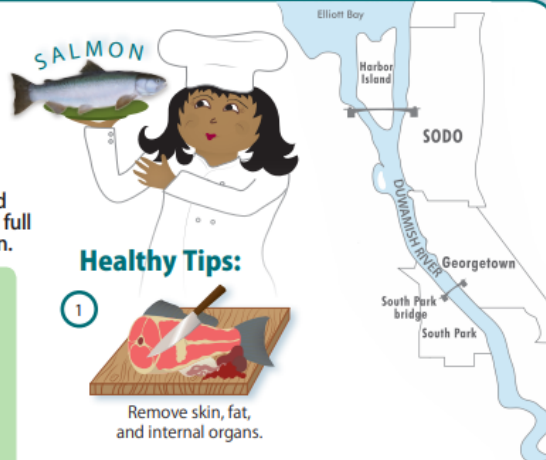 SALMON
d
full
n.
Healthy Tips:
1
Remove skin, fat,
and internal organs.
Elliott Bay
Harbor
Island
SODO
DUWAMISH RIVER
Georgetown
South Park
bridge
South Park